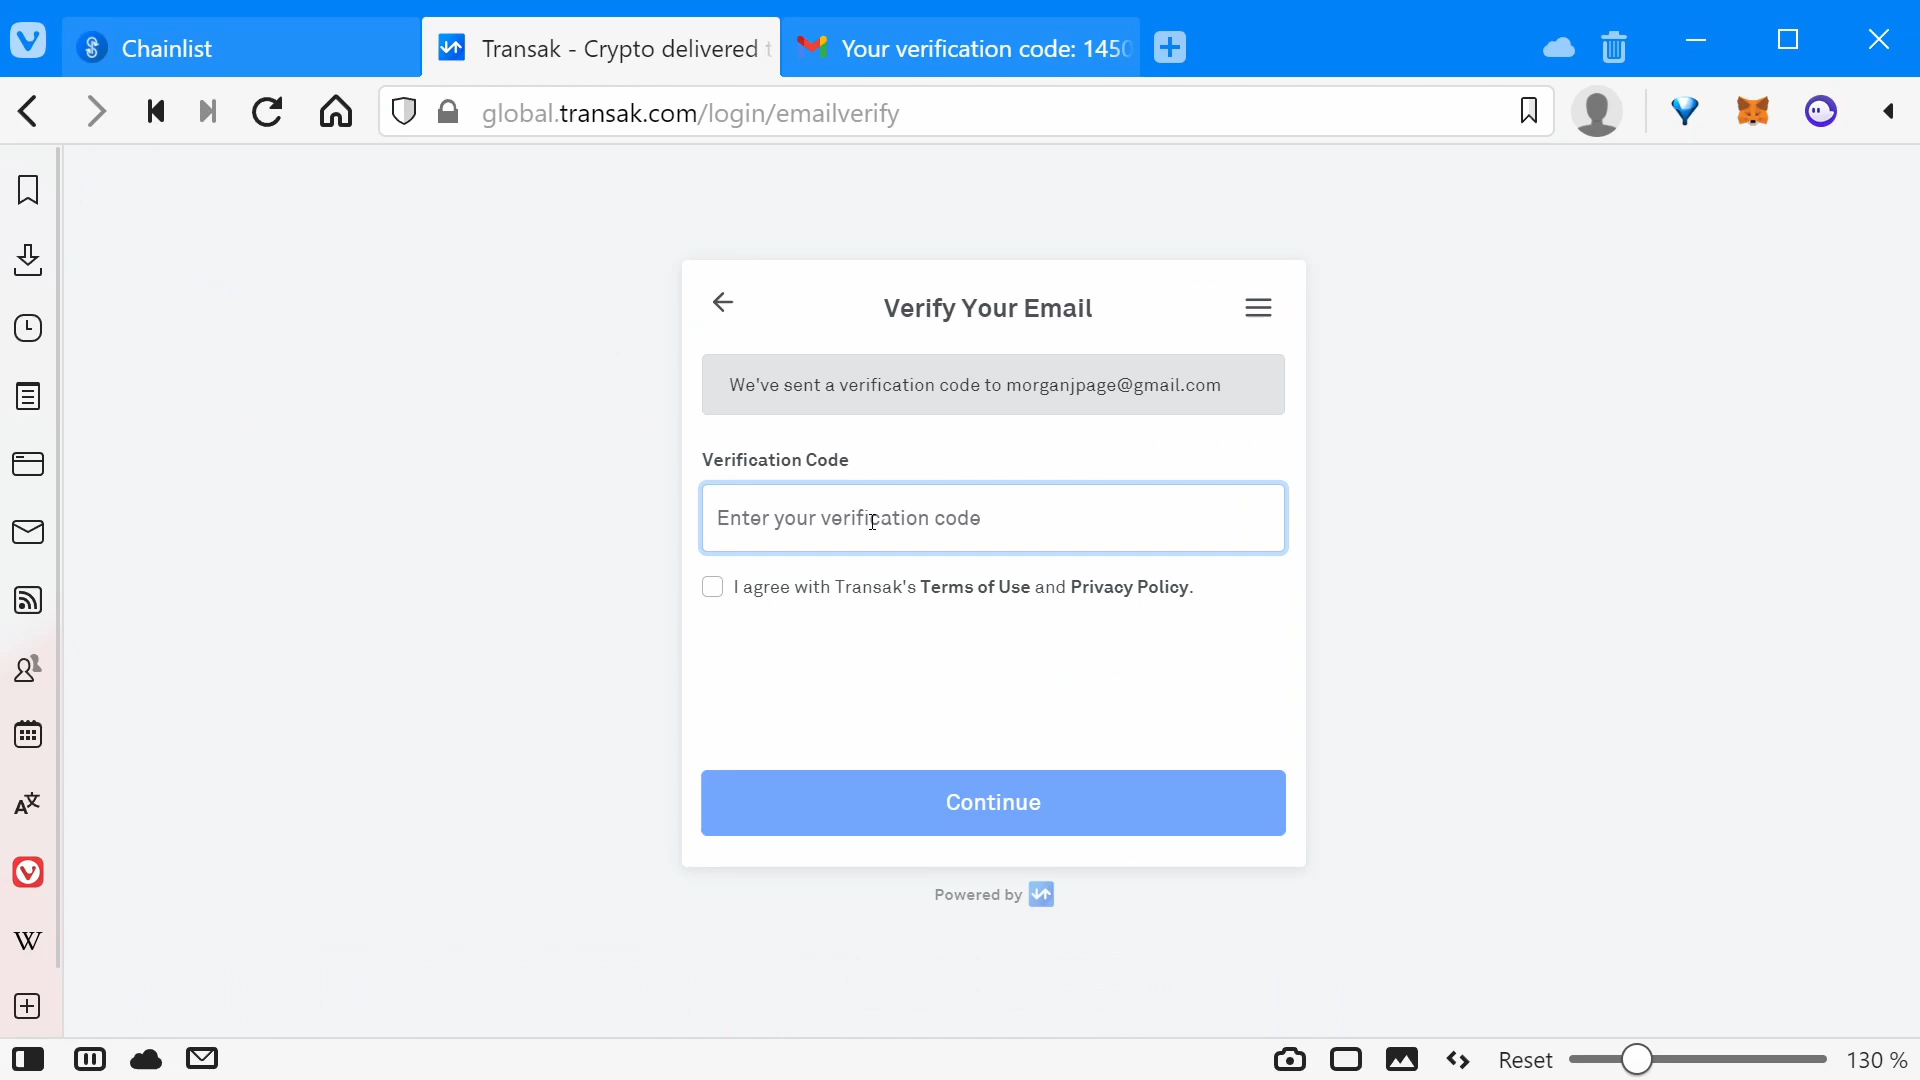 Chainlist
Transak - Crypto delivered t
Your verification code: 1450
global.transak.com/login/emailverify
Verify Your Email
We've sent a verification code to morganjpage@gmail.com
Verification Code
Enter your verification code
I agree with Transak's Terms of Use and Privacy Policy.
Continue
Powered by
Reset
130 %